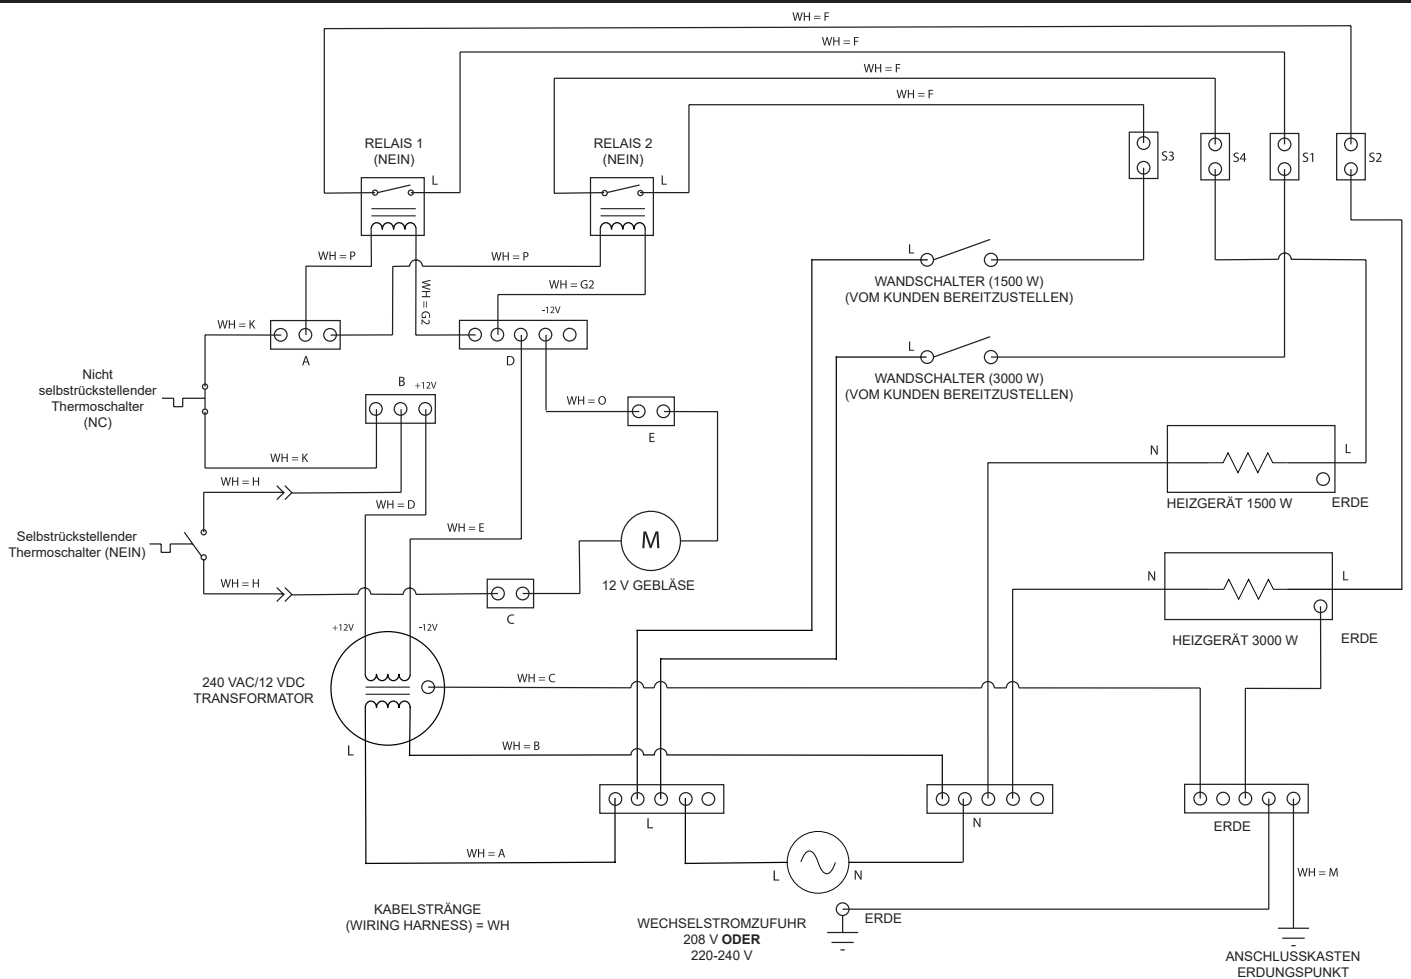 WH = F
WH = F
WH = F
WH = F
RELAIS 1
(NEIN)
L
RELAIS 2
(NEIN)
L
S3
S4
S1
S2
WH = P
WH = P
WH = G2
WH = G2
-12V
L
WANDSCHALTER (1500 W)
(VOM KUNDEN BEREITZUSTELLEN)
WH = K
A
D
L
WANDSCHALTER (3000 W)
(VOM KUNDEN BEREITZUSTELLEN)
Nicht
selbstrückstellender
Thermoschalter
(NC)
B
+12V
WH = O
E
WH = K
WH = H
WH = D
WH = E
N
L
HEIZGERÄT 1500 W
ERDE
Selbstrückstellender
Thermoschalter (NEIN)
M
12 V GEBLÄSE
WH = H
C
N
L
HEIZGERÄT 3000 W
ERDE
+12V
-12V
240 VAC/12 VDC
TRANSFORMATOR
WH = C
L
WH = B
L
N
ERDE
WH = A
L
N
WH = M
KABELSTRÄNGE
(WIRING HARNESS) = WH
WECHSELSTROMZUFUHR
208 V ODER
220-240 V
ERDE
ANSCHLUSSKASTEN
ERDUNGSPUNKT